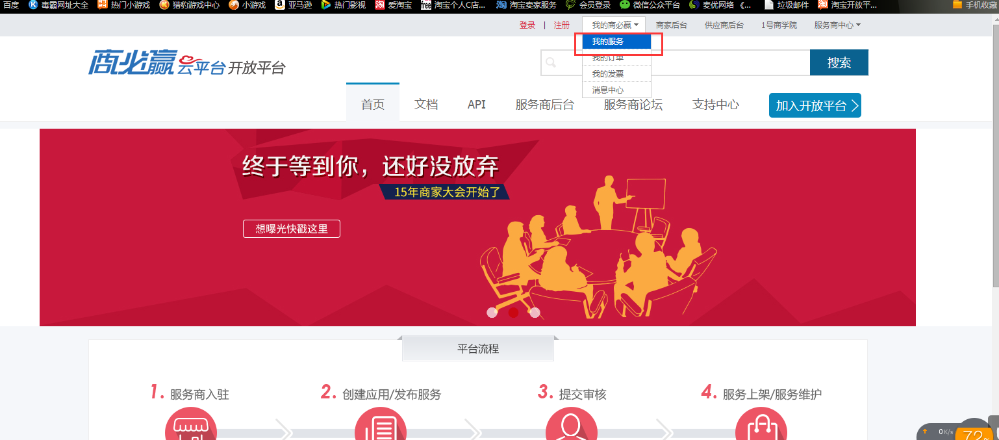 百度 毒霸网址大全 热门小游戏 猎豹游戏中心 小游戏 亚马逊 热门影视 爱淘宝 淘宝个人C店... 淘宝卖家服务 会员登录 微信公众平台 麦优网络 《... 垃圾邮件 淘宝开放平... 手机收藏
登录 | 注册 我的商必赢 商家后台 供应商后台 1号商学院 服务商中心
我的服务
我的订单
我的发票
消息中心
商必赢 云平台 开放平台
搜索
首页 文档 API 服务商后台 服务商论坛 支持中心 加入开放平台
终于等到你，还好没放弃
15年商家大会开始了
想曝光快戳这里
平台流程
1. 服务商入驻 2. 创建应用/发布服务 3. 提交审核 4. 服务上架/服务维护
0K/s 72%